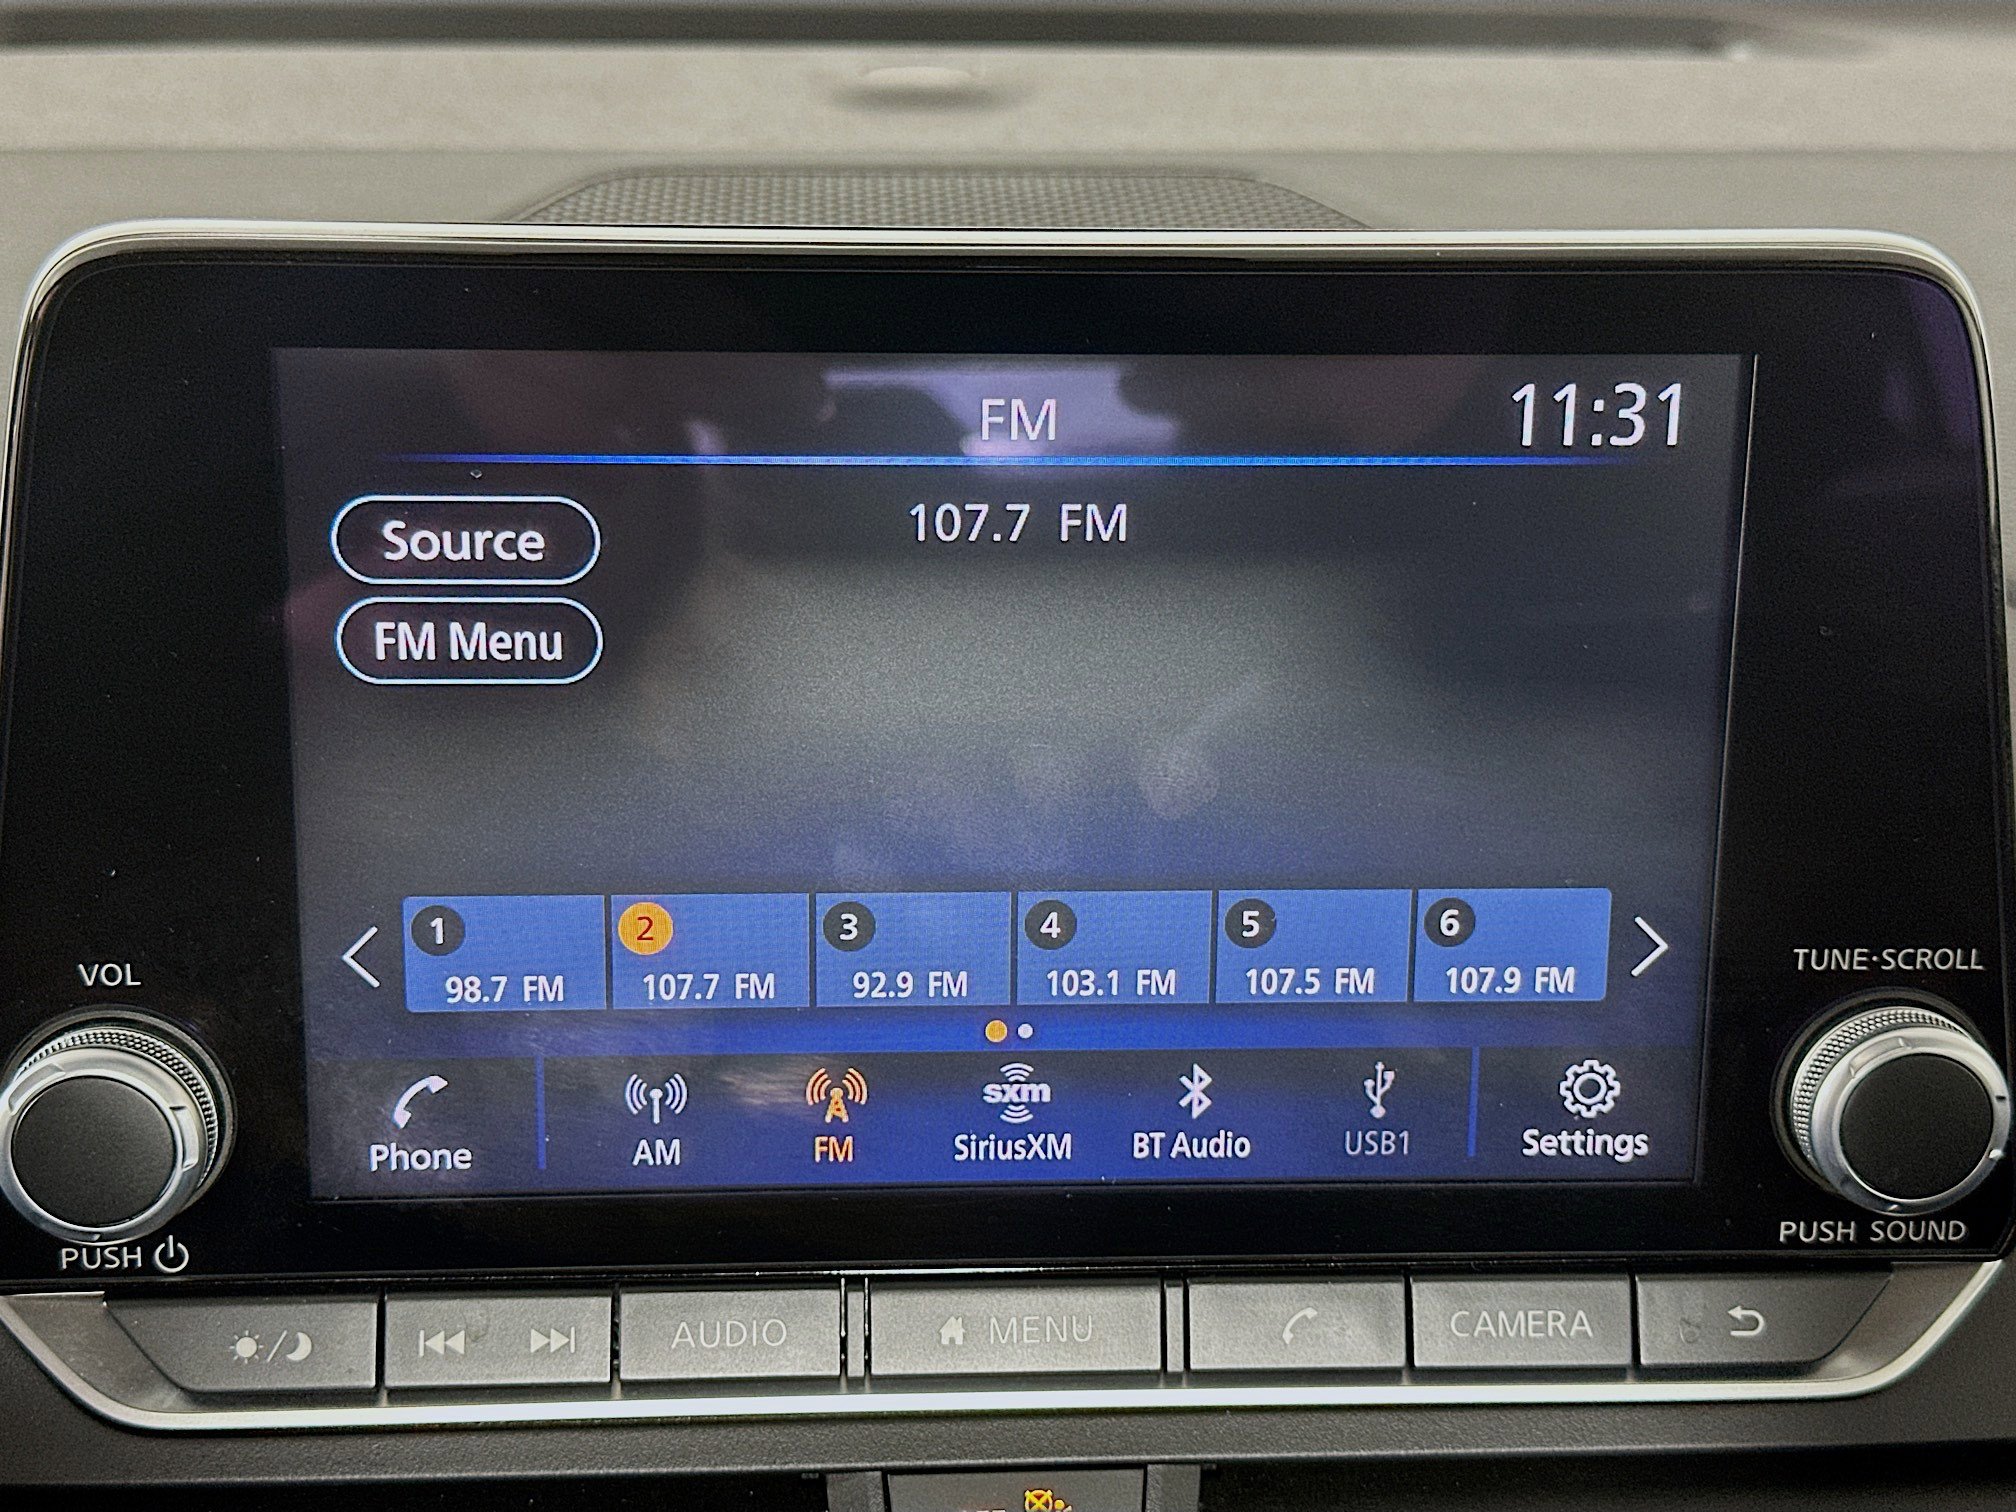 FM
11:31
Source
107.7 FM
FM Menu
1
2
3
4
5
6
98.7 FM
107.7 FM
92.9 FM
103.1 FM
107.5 FM
107.9 FM
VOL
TUNE·SCROLL
Phone
AM
FM
sxm
SiriusXM
BT Audio
USB1
Settings
PUSH
PUSH SOUND
AUDIO
MENU
CAMERA